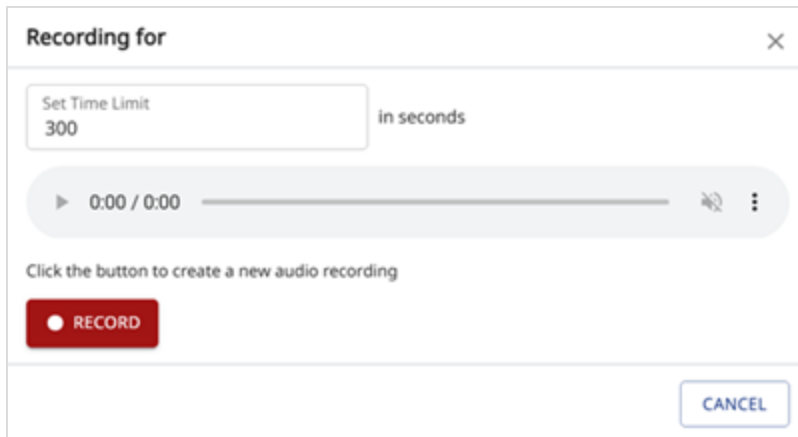 Recording for
Set Time Limit
300
in seconds
0:00 / 0:00
Click the button to create a new audio recording
RECORD
CANCEL